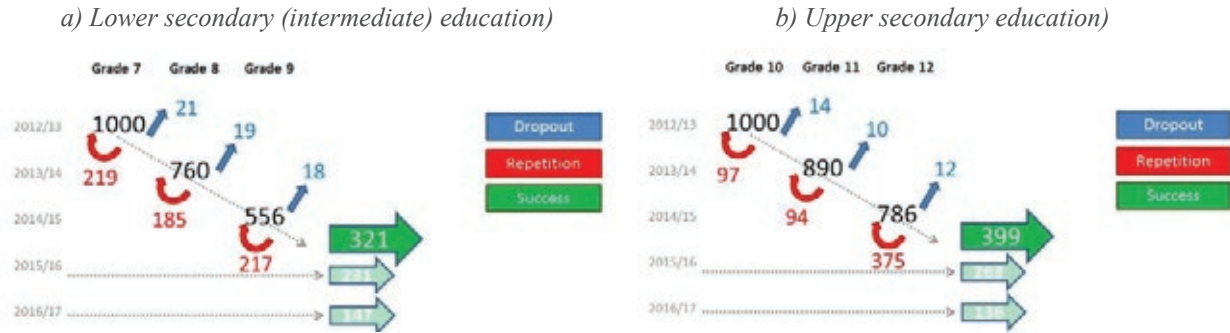 a) Lower secondary (intermediate) education)
Grade 7 Grade 8 Grade 9
2012/13 1000 21
219
2013/14 760 19
185
2014/15 556 18
217
321
2015/16 231
2016/17 147
Dropout
Repetition
Success
b) Upper secondary education)
Grade 10 Grade 11 Grade 12
2012/13 1000 14
97
2013/14 890 10
94
2014/15 786 12
375
399
2015/16
2016/17
Dropout
Repetition
Success